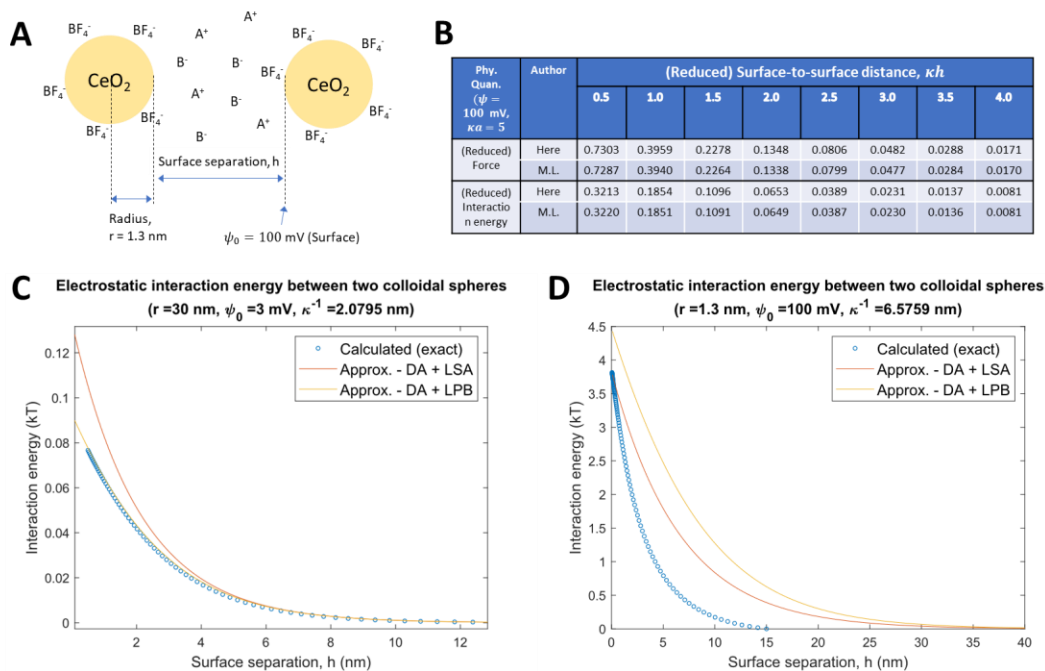 A
BF₄⁻ BF₄⁻ A⁺ BF₄⁻
A⁺ BF₄⁻
BF₄⁻ B⁻ B⁻ BF₄⁻
CeO₂ BF₄⁻ CeO₂
BF₄⁻ A⁺ B⁻ BF₄⁻
BF₄⁻ A⁺
BF₄⁻ B⁻ BF₄⁻
Surface separation, h
Radius,
r = 1.3 nm
ψ₀ = 100 mV (Surface)
B
Phy. Quan. (ψ = 100 mV, κa = 5 Author (Reduced) Surface-to-surface distance, κh
0.5 1.0 1.5 2.0 2.5 3.0 3.5 4.0
(Reduced) Force Here 0.7303 0.3959 0.2278 0.1348 0.0806 0.0482 0.0288 0.0171
M.L. 0.7287 0.3940 0.2264 0.1338 0.0799 0.0477 0.0284 0.0170
(Reduced) Interactio n energy Here 0.3213 0.1854 0.1096 0.0653 0.0389 0.0231 0.0137 0.0081
M.L. 0.3220 0.1851 0.1091 0.0649 0.0387 0.0230 0.0136 0.0081
C
Electrostatic interaction energy between two colloidal spheres
(r =30 nm, ψ₀ =3 mV, κ⁻¹ =2.0795 nm)
Calculated (exact)
Approx. - DA + LSA
Approx. - DA + LPB
Interaction energy (kT)
0.12
0.1
0.08
0.06
0.04
0.02
0
2 4 6 8 10 12
Surface separation, h (nm)
D
Electrostatic interaction energy between two colloidal spheres
(r =1.3 nm, ψ₀ =100 mV, κ⁻¹ =6.5759 nm)
Calculated (exact)
Approx. - DA + LSA
Approx. - DA + LPB
Interaction energy (kT)
4.5
4
3.5
3
2.5
2
1.5
1
0.5
0
0 5 10 15 20 25 30 35 40
Surface separation, h (nm)